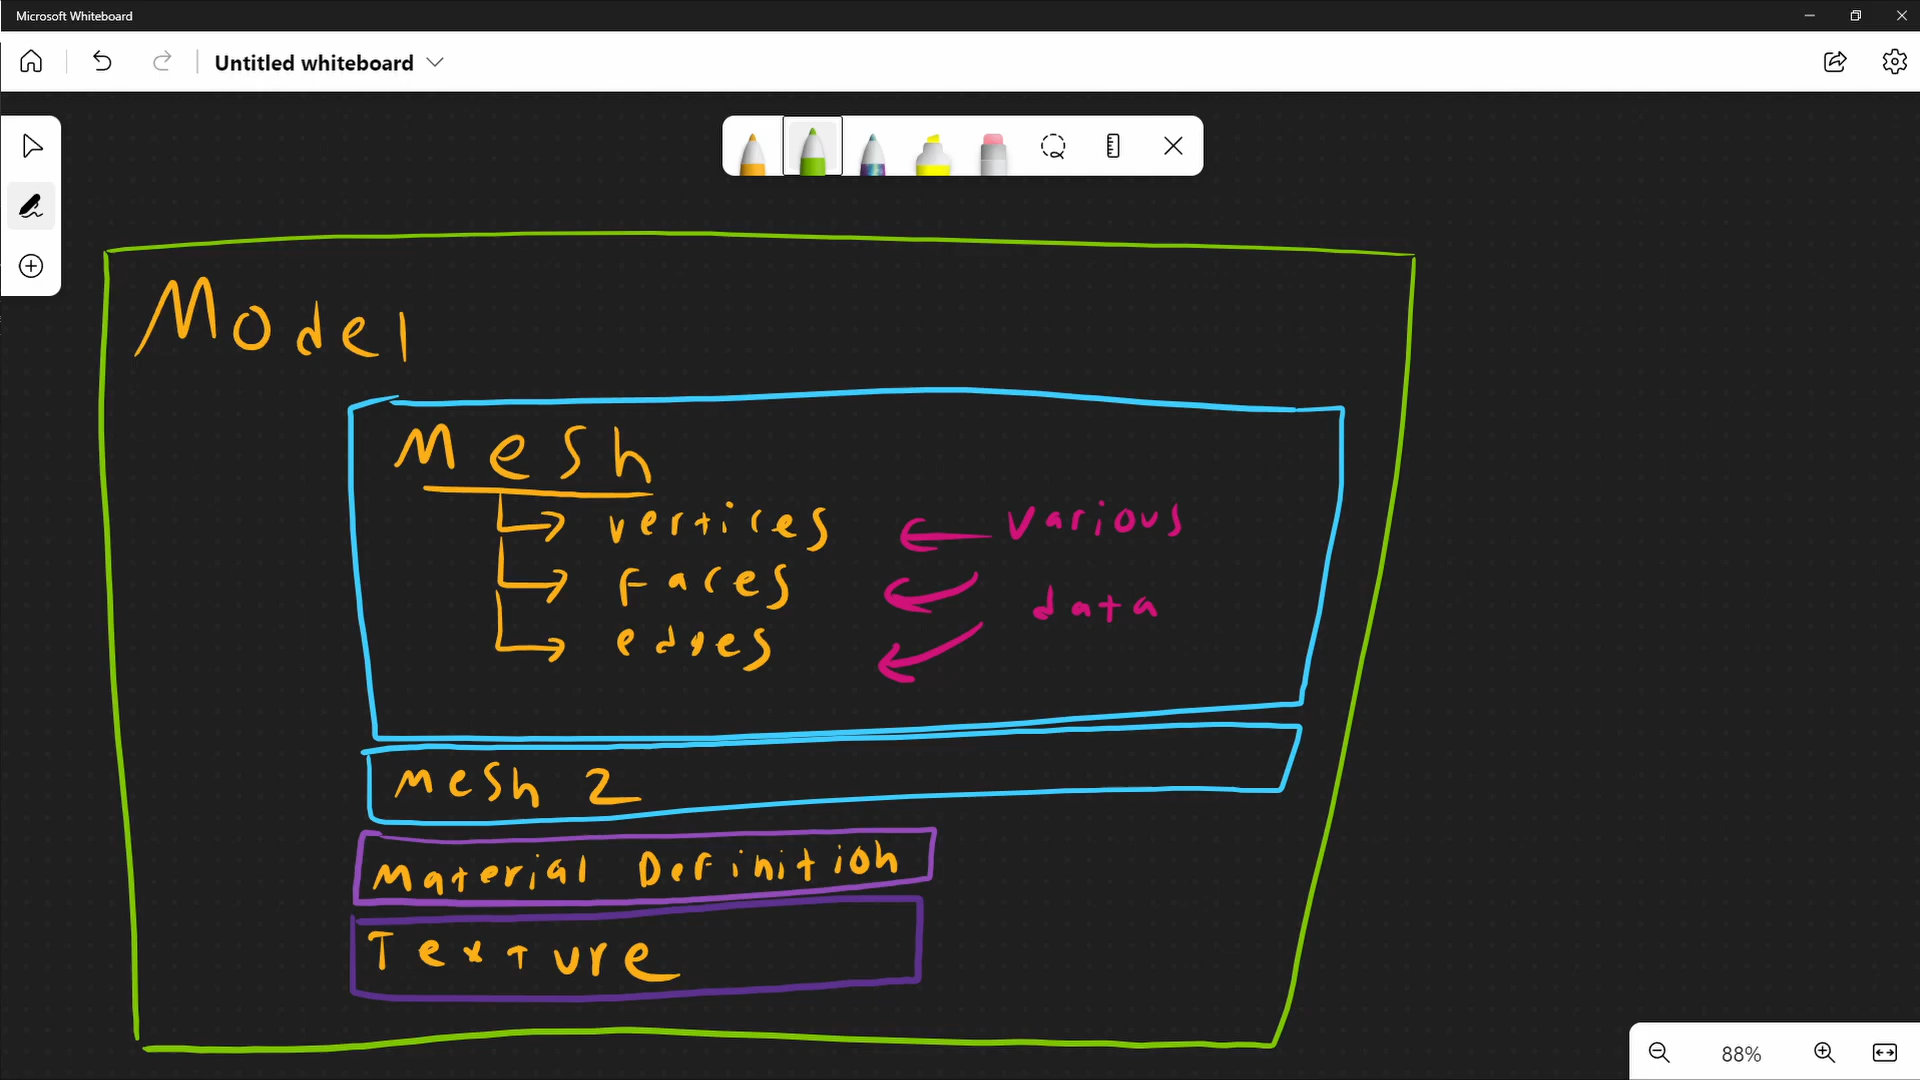 Microsoft Whiteboard
Untitled whiteboard
Model
Mesh
vertices
various
faces
data
edges
Mesh 2
Material Definition
Texture
88%